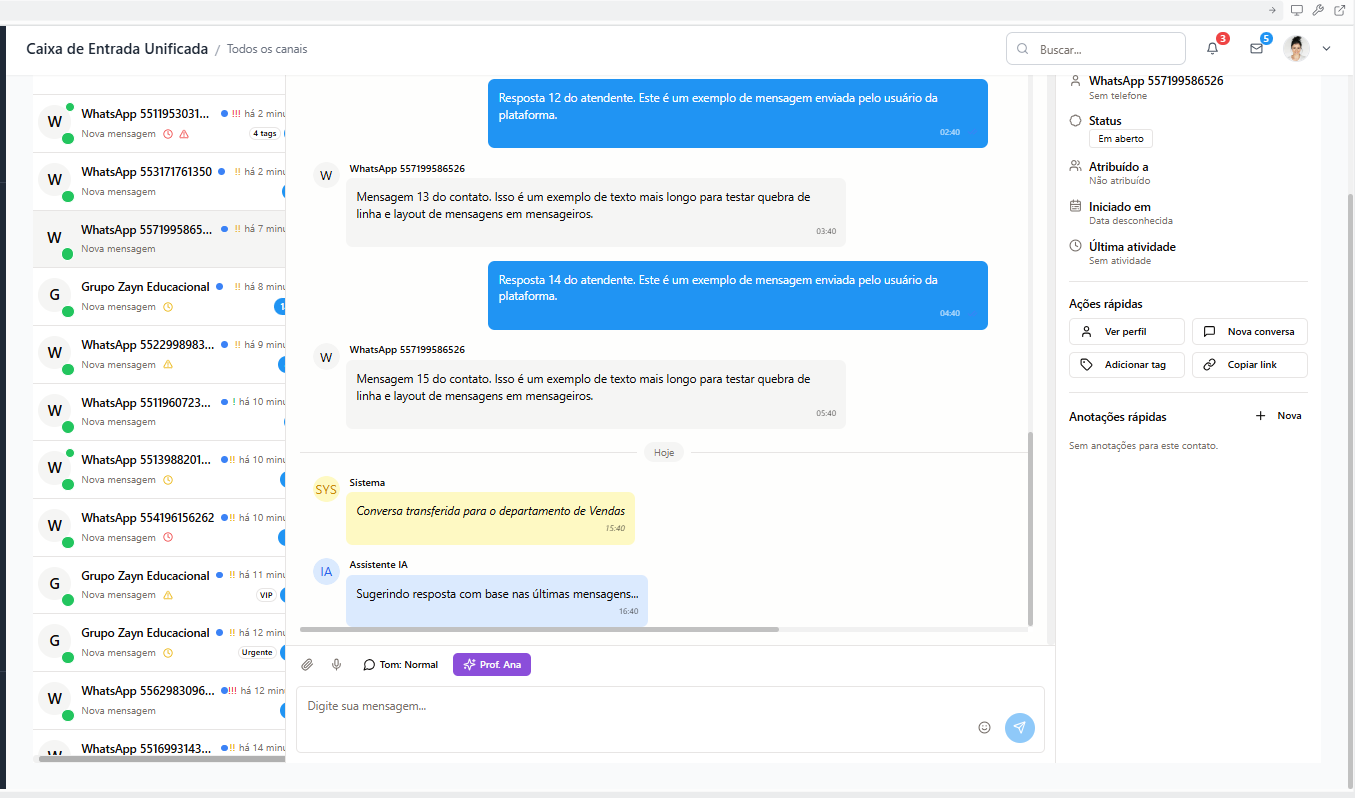 Caixa de Entrada Unificada / Todos os canais
Buscar...
3
5
W
WhatsApp 5511953031...
!!! há 2 minu
Nova mensagem
4 tags
W
WhatsApp 553171761350
!! há 2 minu
Nova mensagem
W
WhatsApp 5571995865...
!! há 7 minu
Nova mensagem
G
Grupo Zayn Educacional
!! há 8 minu
Nova mensagem
W
WhatsApp 5522998983...
!! há 9 minu
Nova mensagem
W
WhatsApp 5511960723...
! há 10 minu
Nova mensagem
W
WhatsApp 5513988201...
!! há 10 minu
Nova mensagem
W
WhatsApp 554196156262
!! há 10 minu
Nova mensagem
G
Grupo Zayn Educacional
!! há 11 minu
Nova mensagem
VIP
G
Grupo Zayn Educacional
!! há 12 minu
Nova mensagem
Urgente
W
WhatsApp 5562983096...
!!! há 12 minu
Nova mensagem
W
WhatsApp 5516993143...
!! há 14 minu
Resposta 12 do atendente. Este é um exemplo de mensagem enviada pelo usuário da
plataforma.
02:40
W
WhatsApp 557199586526
Mensagem 13 do contato. Isso é um exemplo de texto mais longo para testar quebra de
linha e layout de mensagens em mensageiros.
03:40
Resposta 14 do atendente. Este é um exemplo de mensagem enviada pelo usuário da
plataforma.
04:40
W
WhatsApp 557199586526
Mensagem 15 do contato. Isso é um exemplo de texto mais longo para testar quebra de
linha e layout de mensagens em mensageiros.
05:40
Hoje
SYS
Sistema
Conversa transferida para o departamento de Vendas
15:40
IA
Assistente IA
Sugerindo resposta com base nas últimas mensagens...
16:40
Tom: Normal
Prof. Ana
Digite sua mensagem...
WhatsApp 557199586526
Sem telefone
Status
Em aberto
Atribuído a
Não atribuído
Iniciado em
Data desconhecida
Última atividade
Sem atividade
Ações rápidas
Ver perfil
Nova conversa
Adicionar tag
Copiar link
Anotações rápidas
+ Nova
Sem anotações para este contato.